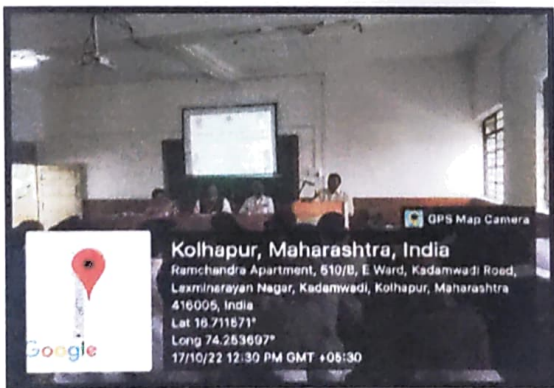 GPS Map Camera
Kolhapur, Maharashtra, India
Ramchandra Apartment, 510/B, E Ward, Kadamwadi Road,
Laxminarayan Nagar, Kadamwadi, Kolhapur, Maharashtra
416005, India
Lat 16.711571°
Long 74.253697°
17/10/22 12:30 PM GMT +05:30
Google